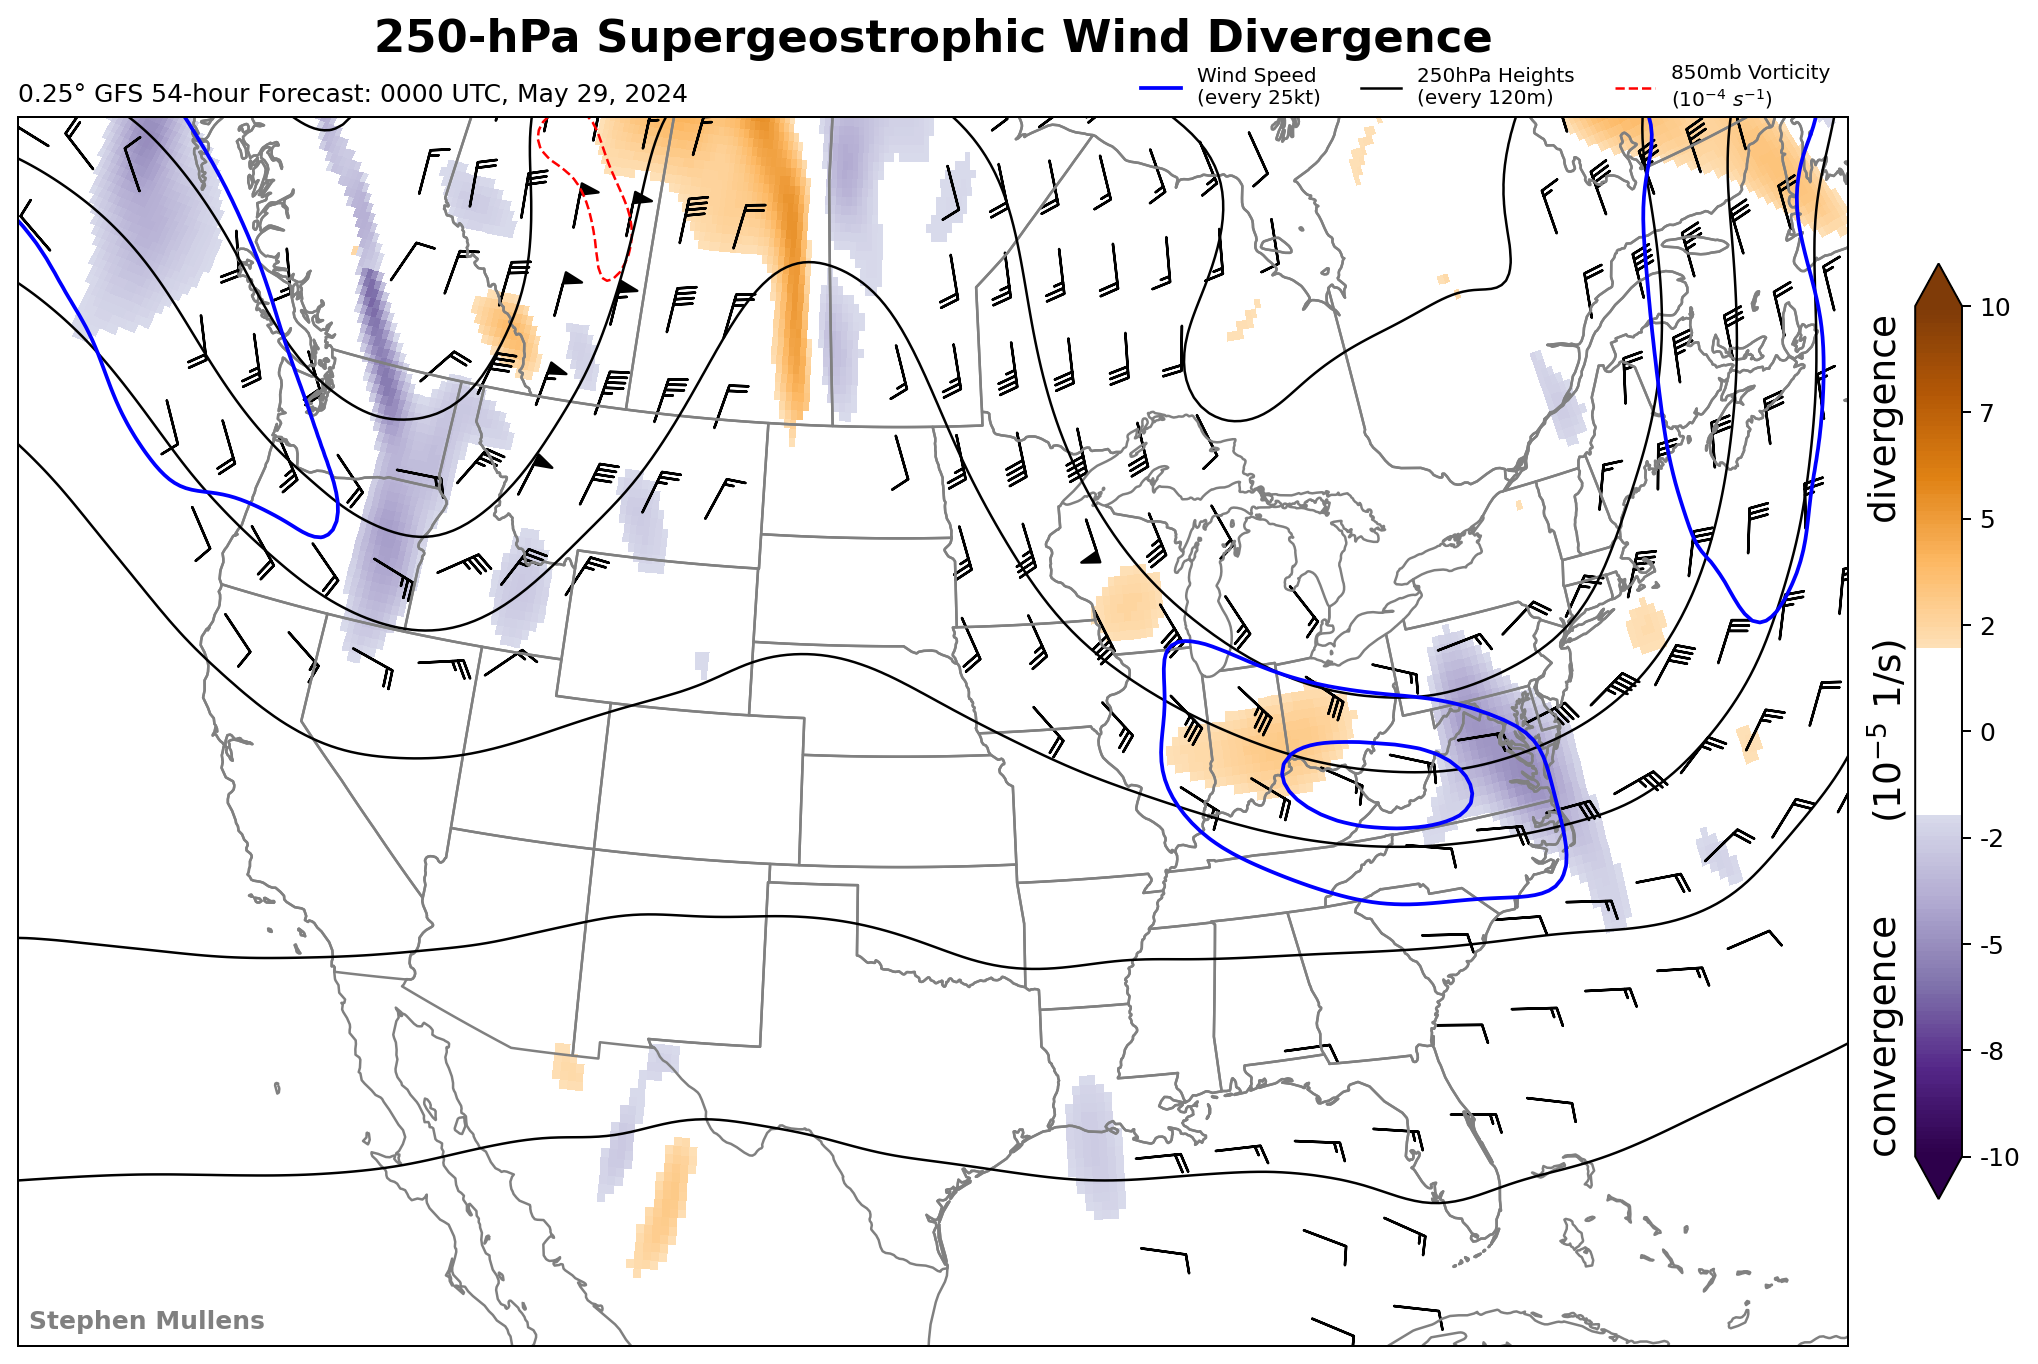 250-hPa Supergeostrophic Wind Divergence
0.25° GFS 54-hour Forecast: 0000 UTC, May 29, 2024
Wind Speed
(every 25kt)
250hPa Heights
(every 120m)
850mb Vorticity
(10⁻⁴ s⁻¹)
10
7
5
2
0
-2
-5
-8
-10
convergence (10⁻⁵ 1/s) divergence
Stephen Mullens